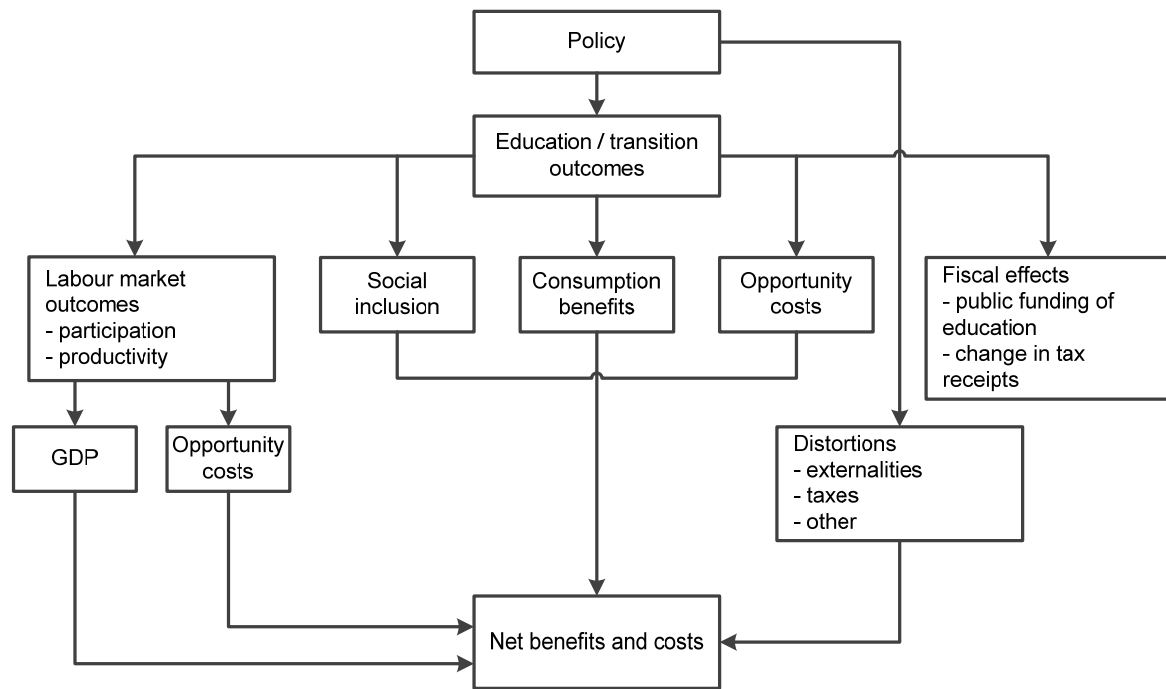 Policy
Education / transition
outcomes
Labour market
outcomes
- participation
- productivity
Social
inclusion
Consumption
benefits
Opportunity
costs
Fiscal effects
- public funding of
education
- change in tax
receipts
GDP
Opportunity
costs
Distortions
- externalities
- taxes
- other
Net benefits and costs